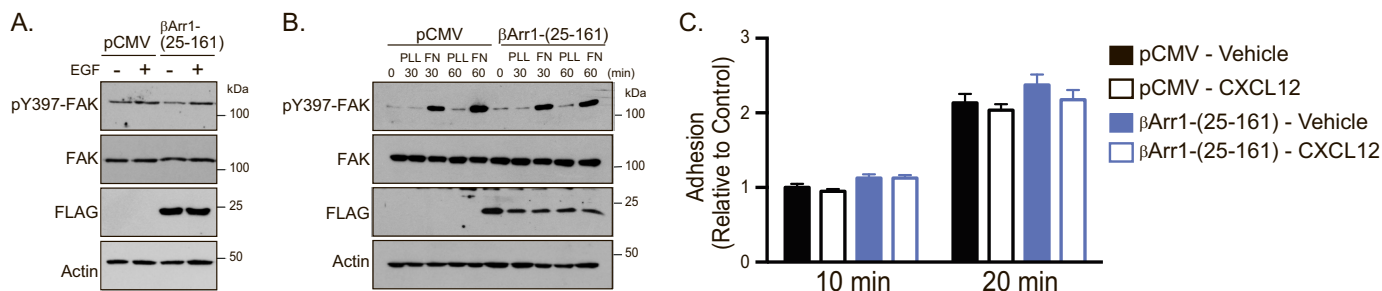 A.
pCMV βArr1-(25-161)
EGF - + - +
kDa
pY397-FAK
100
FAK
100
FLAG
25
Actin
50
B.
pCMV βArr1-(25-161)
PLL FN PLL FN PLL FN PLL FN
0 30 30 60 60 0 30 30 60 60 (min)
kDa
pY397-FAK
100
FAK
100
FLAG
25
Actin
50
C.
Adhesion
(Relative to Control)
3
2
1
0
10 min 20 min
pCMV - Vehicle
pCMV - CXCL12
βArr1-(25-161) - Vehicle
βArr1-(25-161) - CXCL12